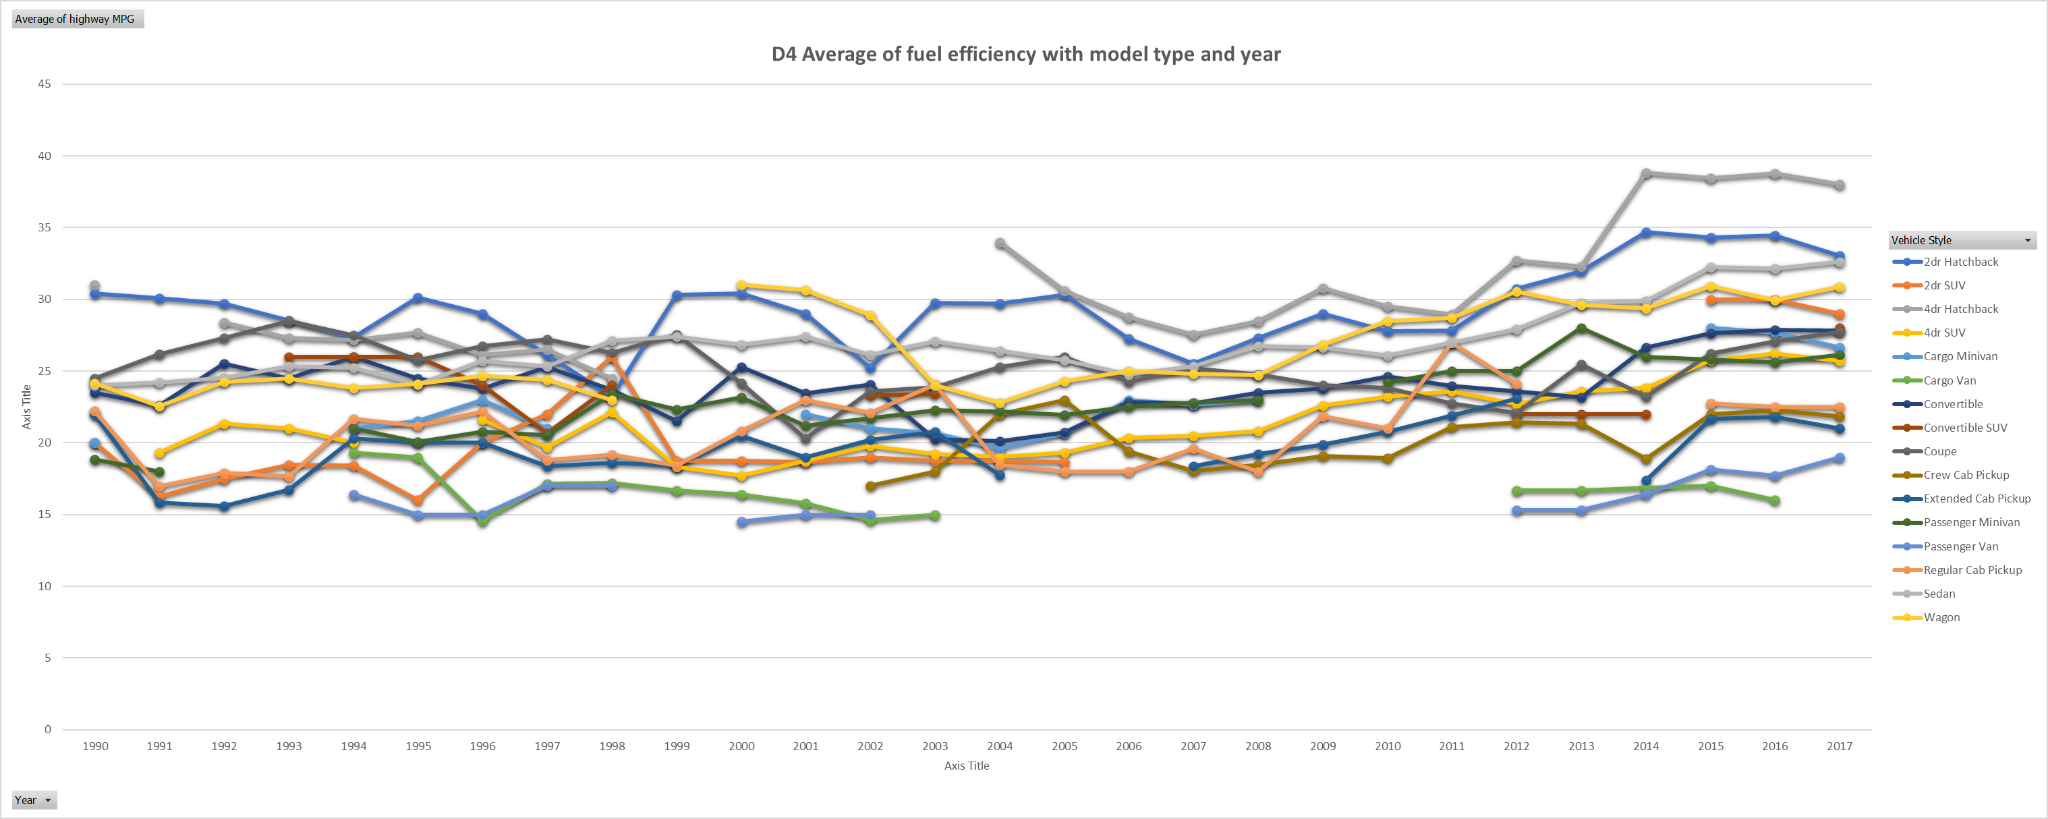 Average of highway MPG
D4 Average of fuel efficiency with model type and year
45
40
35
30
25
20
15
10
5
0
Axis Title
1990 1991 1992 1993 1994 1995 1996 1997 1998 1999 2000 2001 2002 2003 2004 2005 2006 2007 2008 2009 2010 2011 2012 2013 2014 2015 2016 2017
Axis Title
Vehicle Style
2dr Hatchback
2dr SUV
4dr Hatchback
4dr SUV
Cargo Minivan
Cargo Van
Convertible
Convertible SUV
Coupe
Crew Cab Pickup
Extended Cab Pickup
Passenger Minivan
Passenger Van
Regular Cab Pickup
Sedan
Wagon
Year